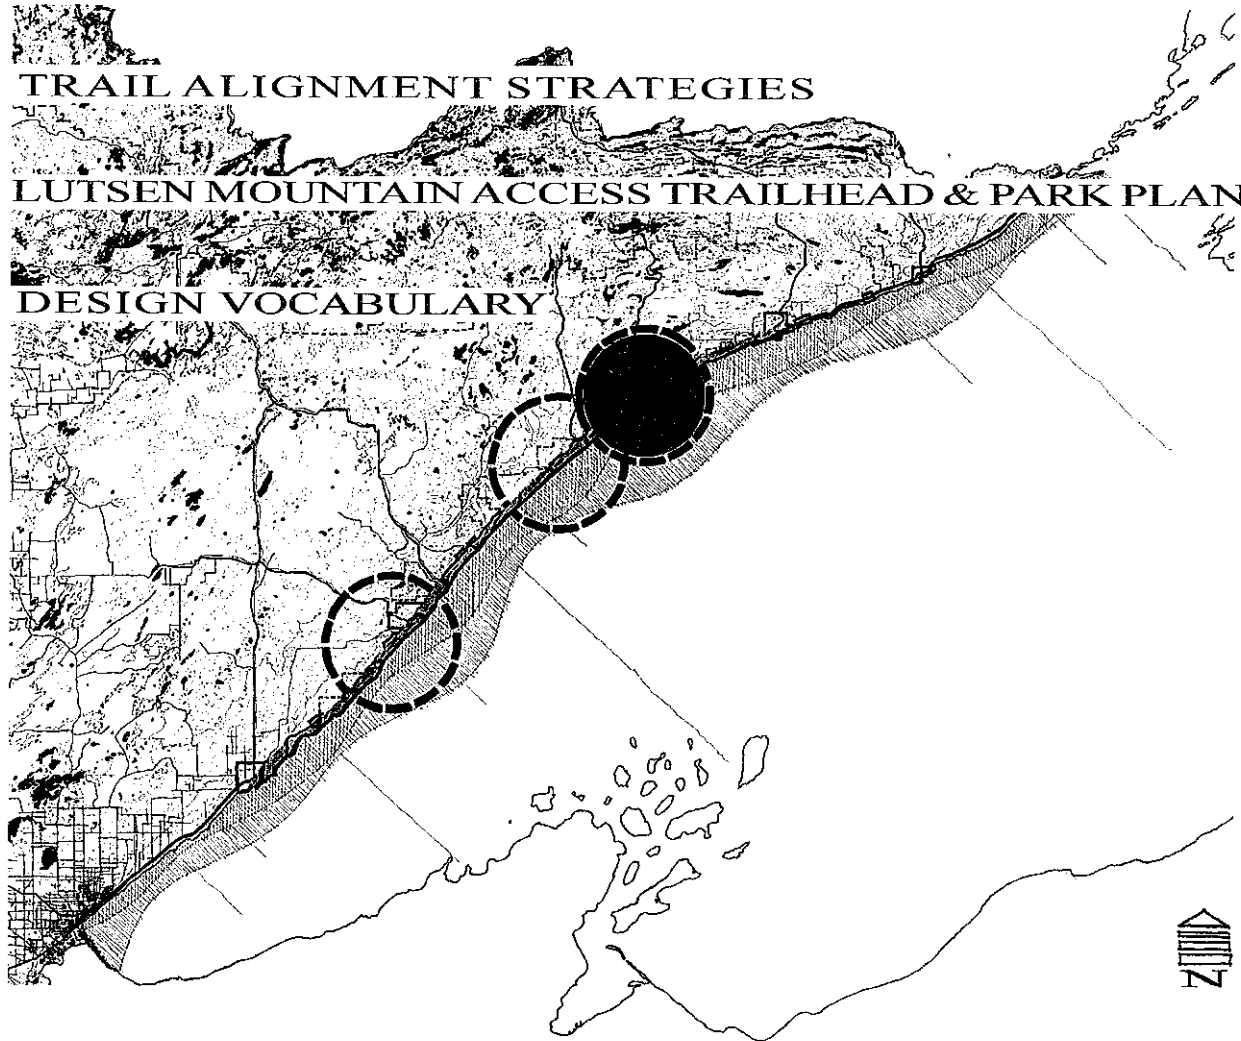 TRAIL ALIGNMENT STRATEGIES
LUTSEN MOUNTAIN ACCESS TRAILHEAD & PARK PLAN
DESIGN VOCABULARY
N